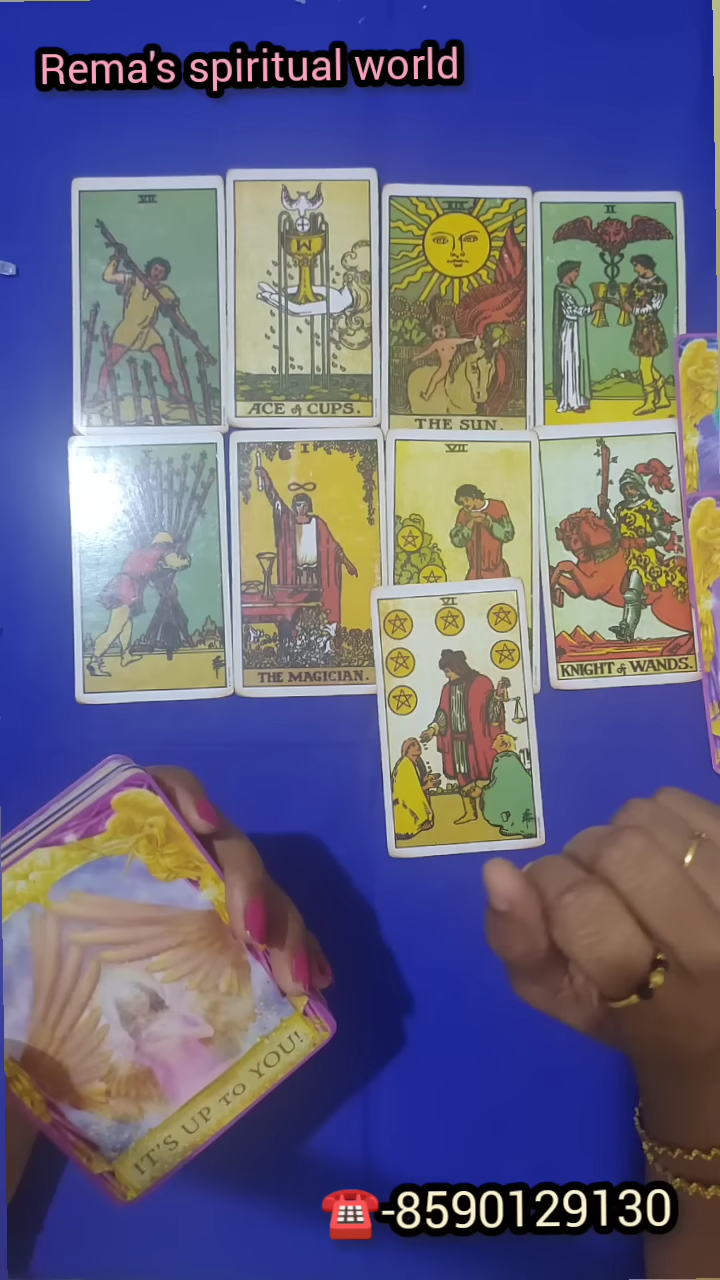 Rema's spiritual world
VII
XIX
II
ACE of CUPS.
THE SUN.
I
VII
VI
THE MAGICIAN.
KNIGHT of WANDS.
IT'S UP TO YOU!
☎️-8590129130